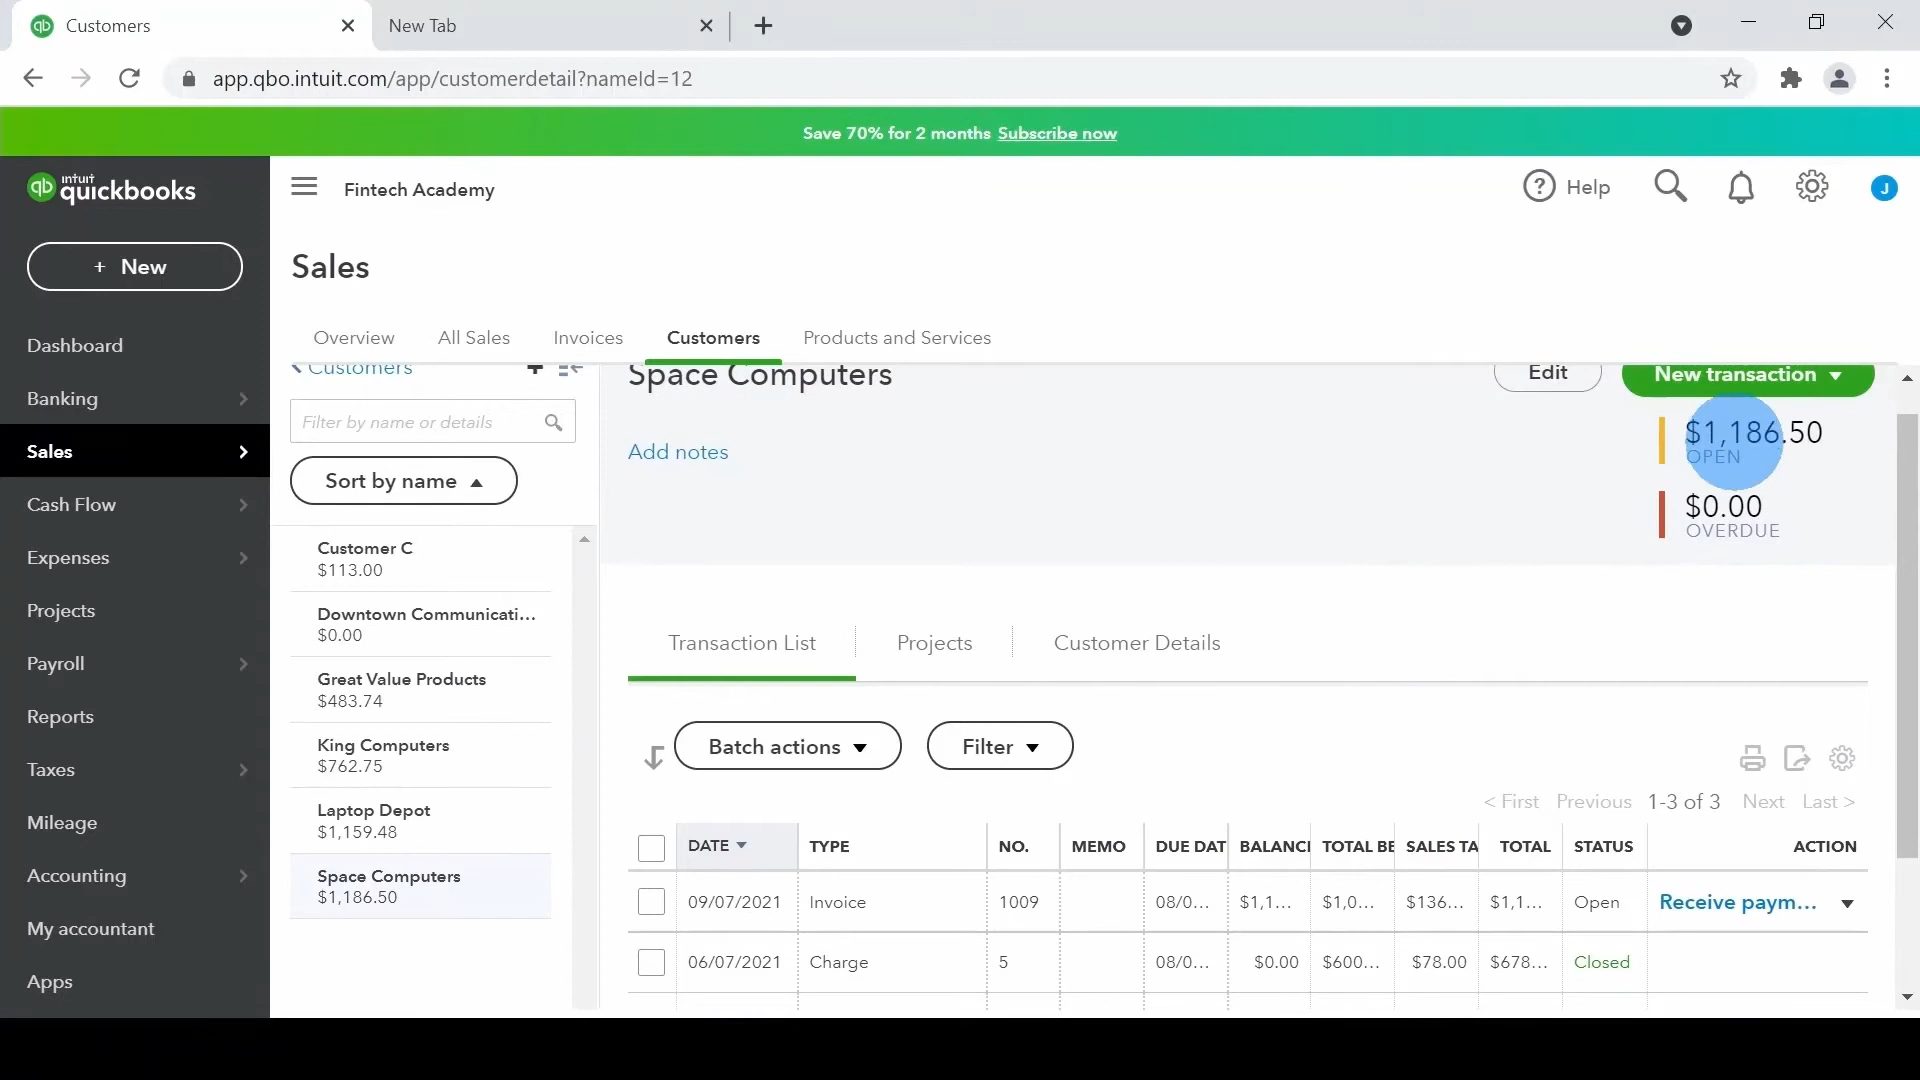 Customers
New Tab
app.qbo.intuit.com/app/customerdetail?nameId=12
Save 70% for 2 months Subscribe now
intuit
quickbooks
Fintech Academy
Help
J
+ New
Sales
Overview
All Sales
Invoices
Customers
Products and Services
Dashboard
Banking
Sales
Cash Flow
Expenses
Projects
Payroll
Reports
Taxes
Mileage
Accounting
My accountant
Apps
Customers
Filter by name or details
Sort by name
Customer C
$113.00
Downtown Communicati...
$0.00
Great Value Products
$483.74
King Computers
$762.75
Laptop Depot
$1,159.48
Space Computers
$1,186.50
Space Computers
Edit
New transaction
Add notes
$1,186.50
OPEN
$0.00
OVERDUE
Transaction List
Projects
Customer Details
Batch actions
Filter
< First Previous 1-3 of 3 Next Last >
DATE TYPE NO. MEMO DUE DAT BALANC TOTAL BE SALES TA TOTAL STATUS ACTION
09/07/2021 Invoice 1009 08/0... $1,1... $1,0... $136... $1,1... Open Receive paym...
06/07/2021 Charge 5 08/0... $0.00 $600... $78.00 $678... Closed